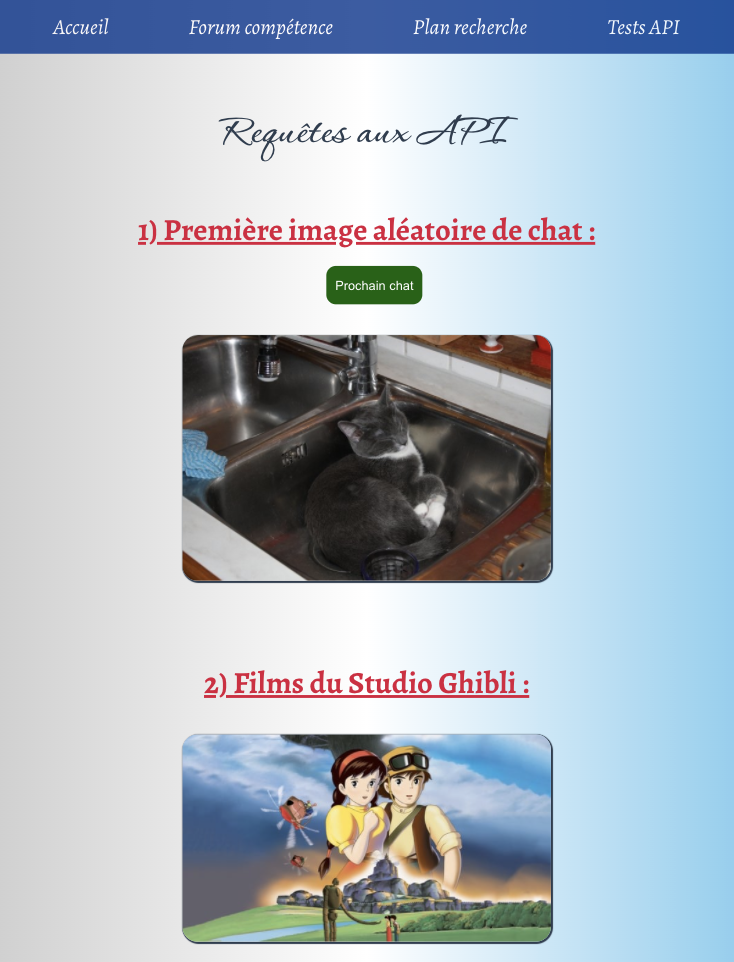 Accueil Forum compétence Plan recherche Tests API
Requêtes aux API
1) Première image aléatoire de chat :
Prochain chat
2) Films du Studio Ghibli :